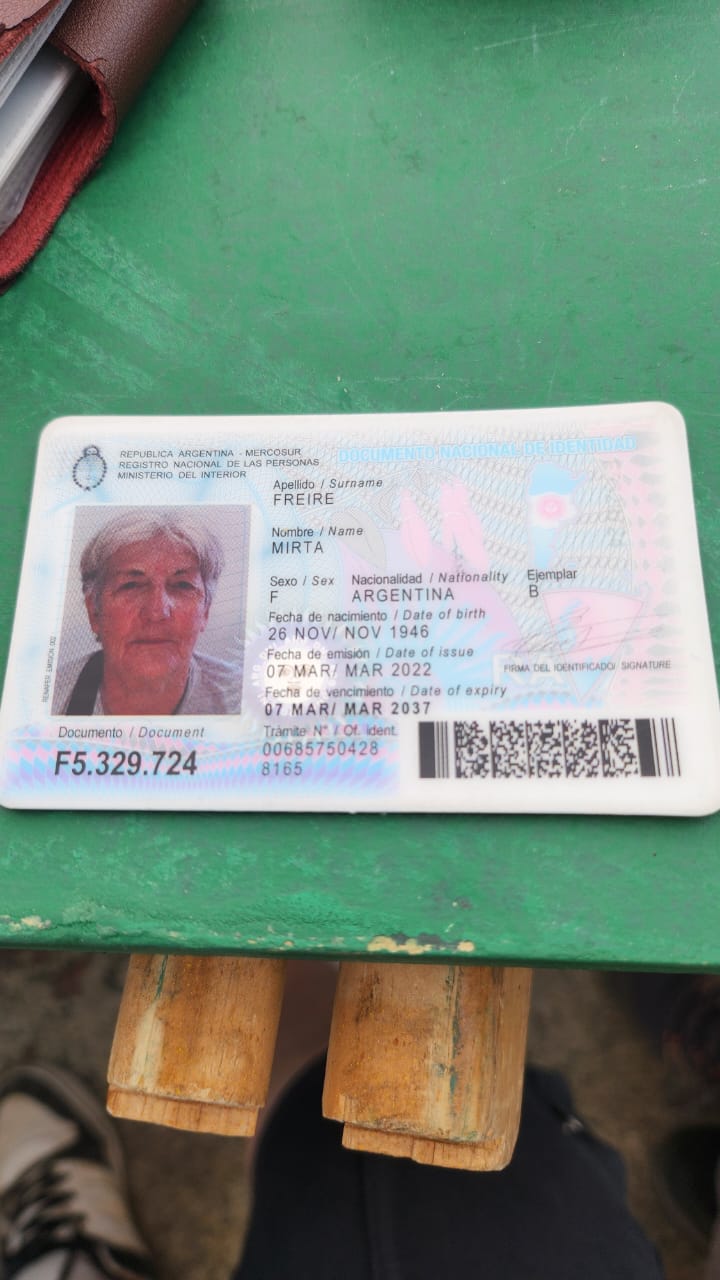 REPUBLICA ARGENTINA - MERCOSUR
REGISTRO NACIONAL DE LAS PERSONAS
MINISTERIO DEL INTERIOR
DOCUMENTO NACIONAL DE IDENTIDAD
Apellido / Surname
FREIRE
Nombre / Name
MIRTA
Sexo / Sex Nacionalidad / Nationality Ejemplar
F ARGENTINA B
Fecha de nacimiento / Date of birth
26 NOV/ NOV 1946
Fecha de emisión / Date of issue
07 MAR/ MAR 2022
FIRMA DEL IDENTIFICADO/ SIGNATURE
Fecha de vencimiento / Date of expiry
07 MAR/ MAR 2037
Documento / Document
F5.329.724
Trámite N° / Of. ident.
00685750428
8165